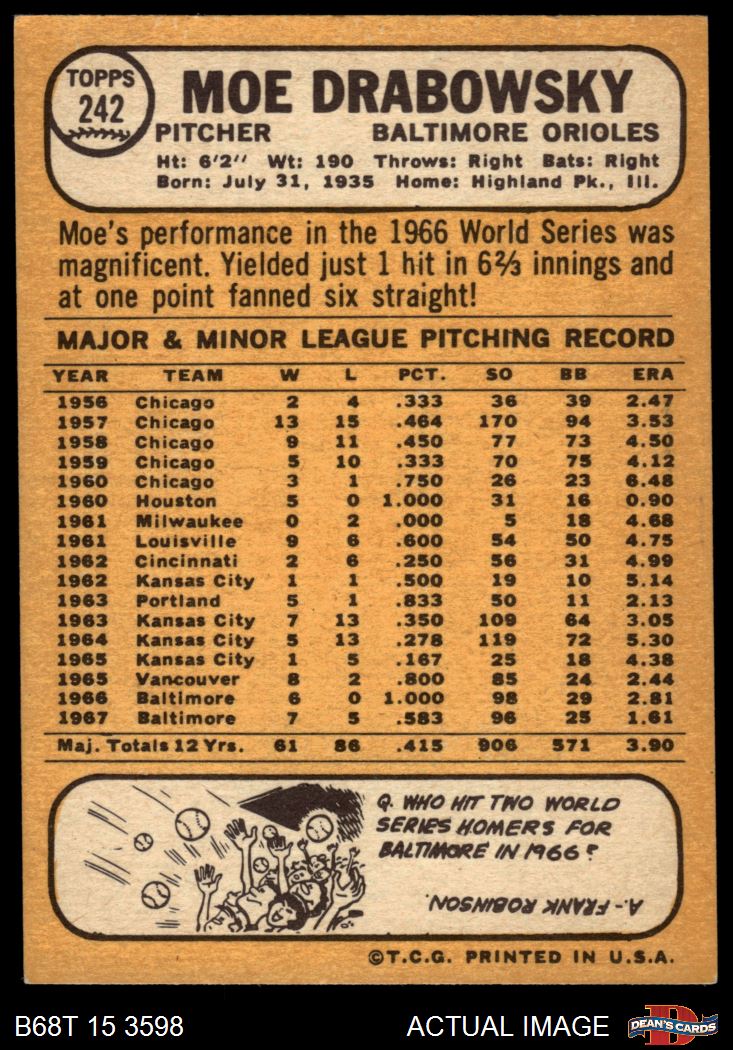 TOPPS
242
MOE DRABOWSKY
PITCHER BALTIMORE ORIOLES
Ht: 6'2" Wt: 190 Throws: Right Bats: Right
Born: July 31, 1935 Home: Highland Pk., Ill.
Moe's performance in the 1966 World Series was
magnificent. Yielded just 1 hit in 6⅔ innings and
at one point fanned six straight!
MAJOR & MINOR LEAGUE PITCHING RECORD
YEAR TEAM W L PCT. SO BB ERA
1956 Chicago 2 4 .333 36 39 2.47
1957 Chicago 13 15 .464 170 94 3.53
1958 Chicago 9 11 .450 77 73 4.50
1959 Chicago 5 10 .333 70 75 4.12
1960 Chicago 3 1 .750 26 23 6.48
1960 Houston 5 0 1.000 31 16 0.90
1961 Milwaukee 0 2 .000 5 18 4.68
1961 Louisville 9 6 .600 54 50 4.75
1962 Cincinnati 2 6 .250 56 31 4.99
1962 Kansas City 1 1 .500 19 10 5.14
1963 Portland 5 1 .833 50 11 2.13
1963 Kansas City 7 13 .350 109 64 3.05
1964 Kansas City 5 13 .278 119 72 5.30
1965 Kansas City 1 5 .167 25 18 4.38
1965 Vancouver 8 2 .800 85 24 2.44
1966 Baltimore 6 0 1.000 98 29 2.81
1967 Baltimore 7 5 .583 96 25 1.61
Maj. Totals 12 Yrs. 61 86 .415 906 571 3.90
Q. WHO HIT TWO WORLD
SERIES HOMERS FOR
BALTIMORE IN 1966?
A.- FRANK ROBINSON.
©T.C.G. PRINTED IN U.S.A.
B68T 15 3598 ACTUAL IMAGE
DEAN'S CARDS